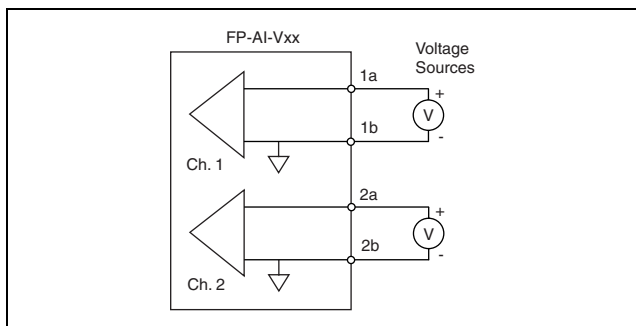 FP-AI-Vxx
Voltage
Sources
1a
+
V
1b
-
Ch. 1
2a
+
V
2b
-
Ch. 2